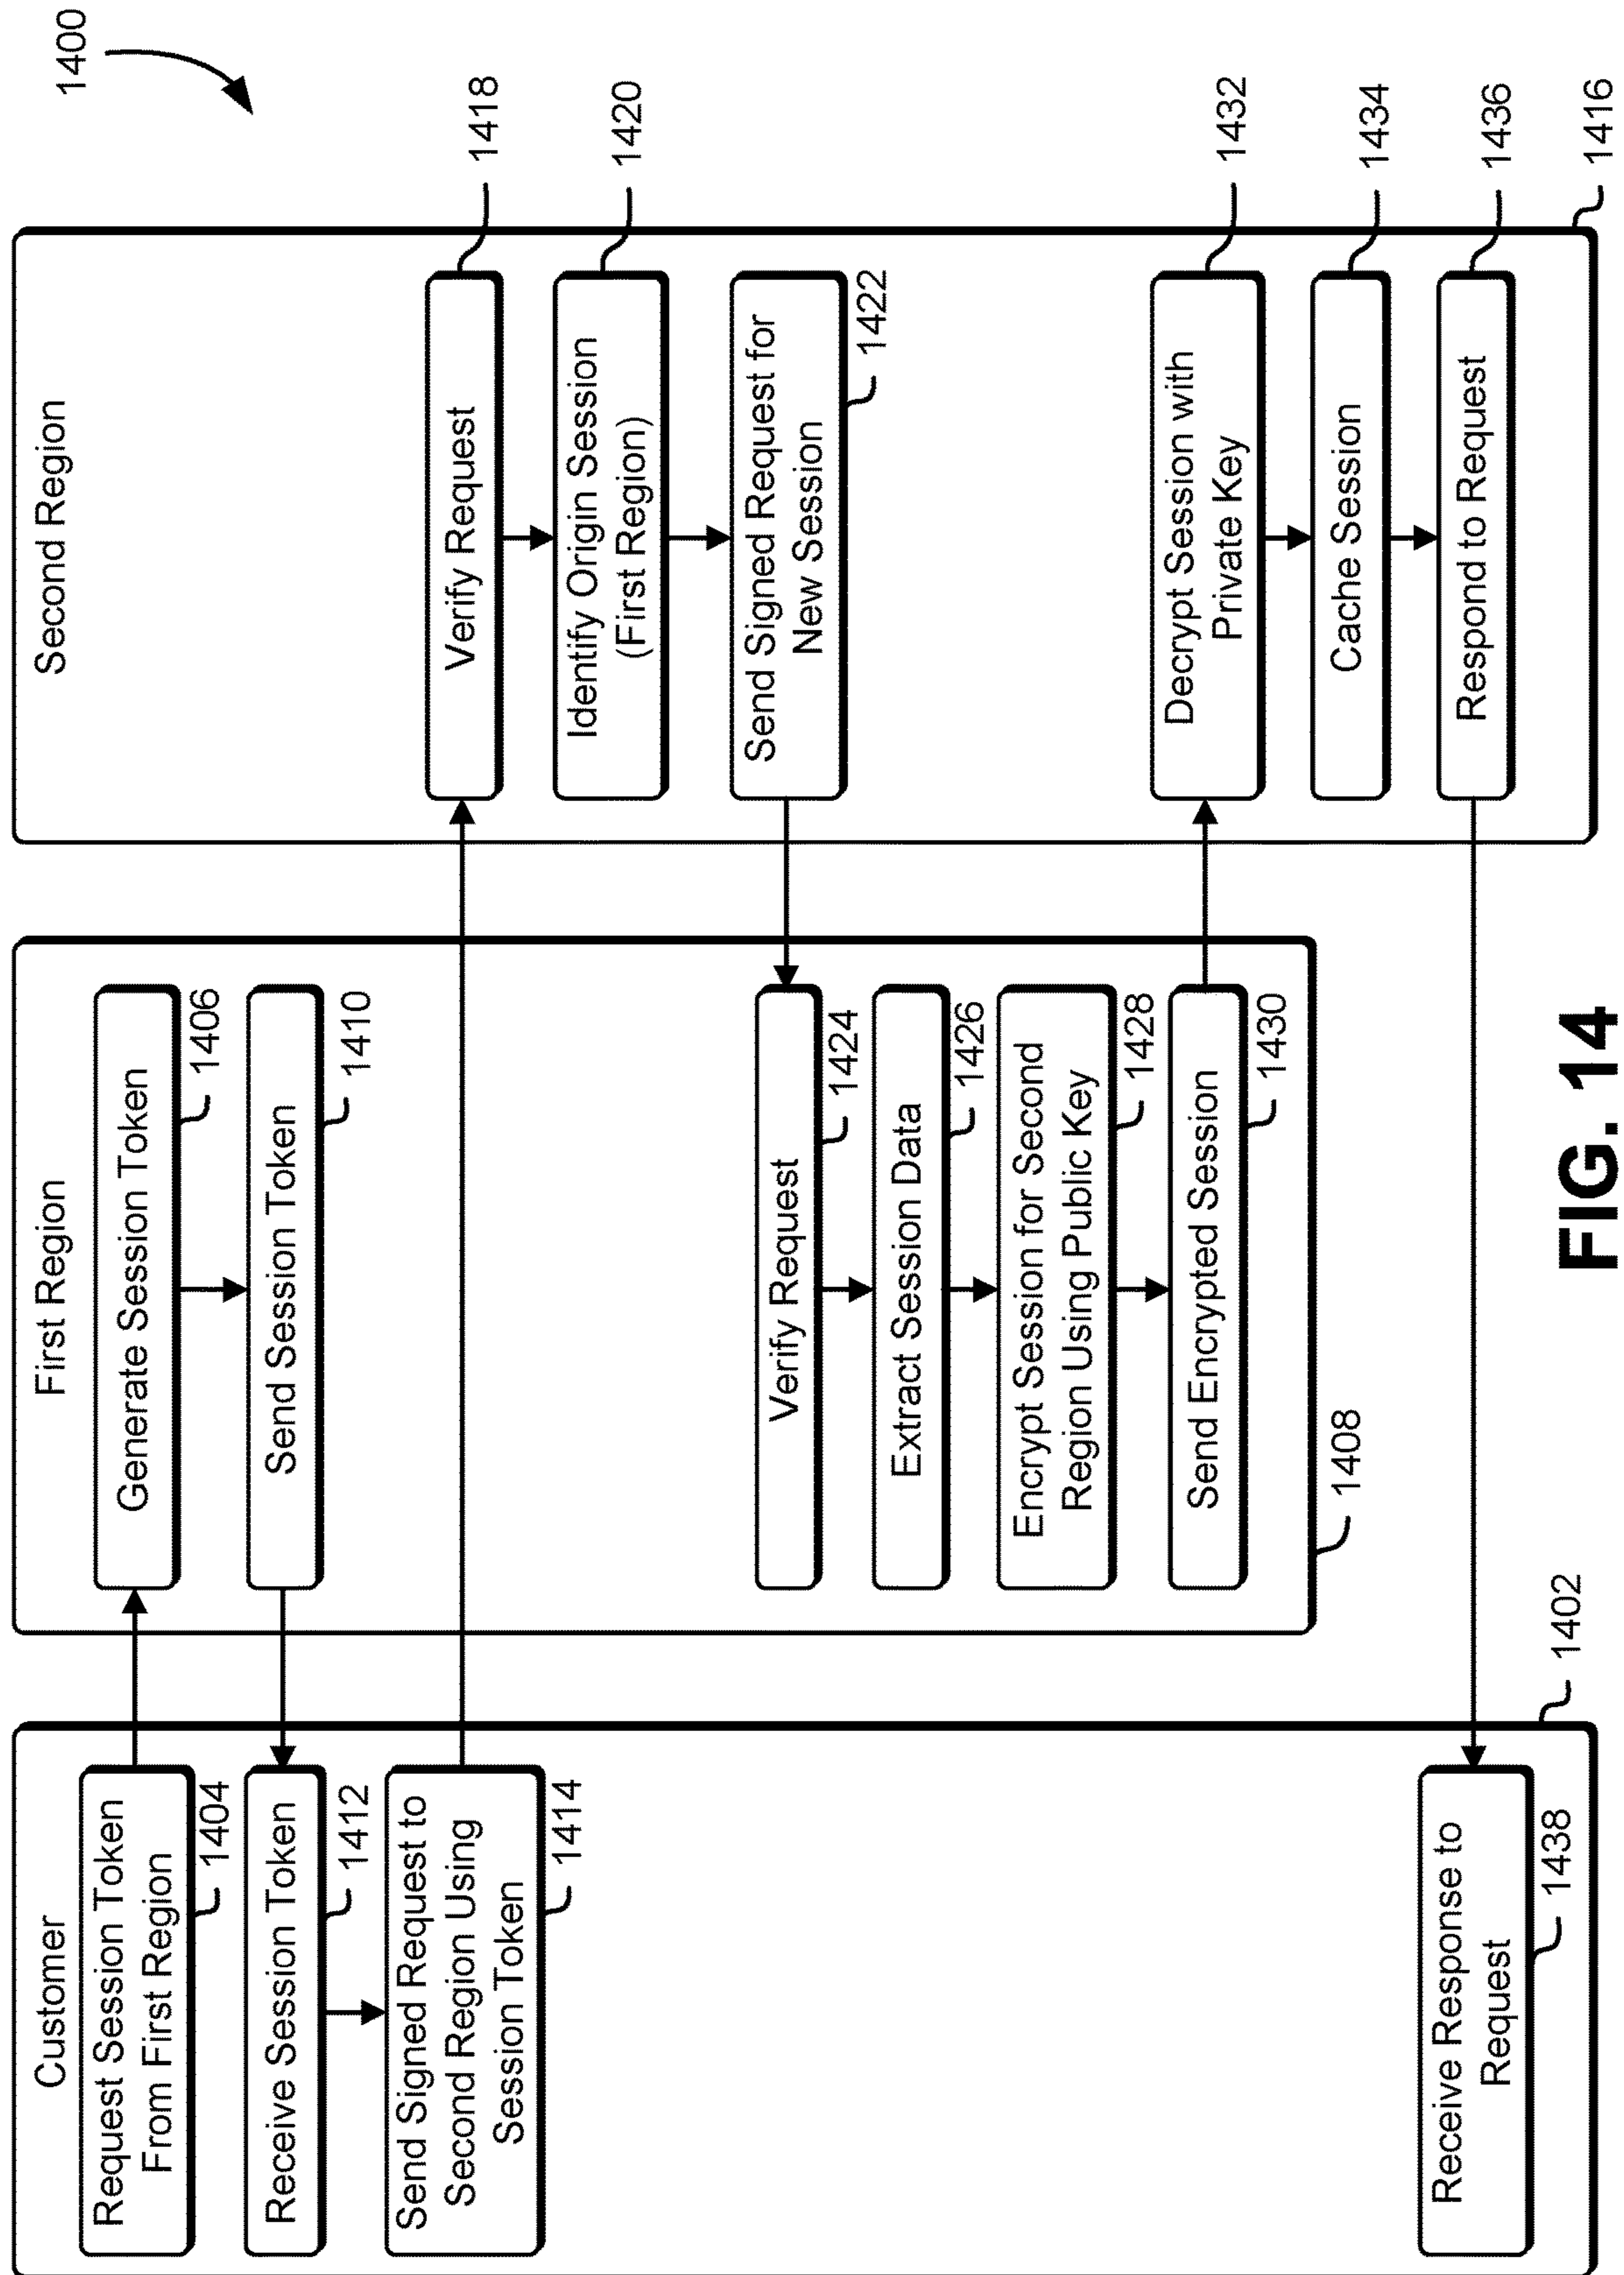 1400
Customer
Request Session Token
From First Region
1404
Receive Session Token
1412
Send Signed Request to
Second Region Using
Session Token
1414
Receive Response to
Request
1438
1402
First Region
Generate Session Token
1406
Send Session Token
1410
Verify Request
1424
Extract Session Data
1426
Encrypt Session for Second
Region Using Public Key
1428
Send Encrypted Session
1430
1408
Second Region
Verify Request
1418
Identify Origin Session
(First Region)
1420
Send Signed Request for
New Session
1422
Decrypt Session with
Private Key
1432
Cache Session
1434
Respond to Request
1436
1416
FIG. 14